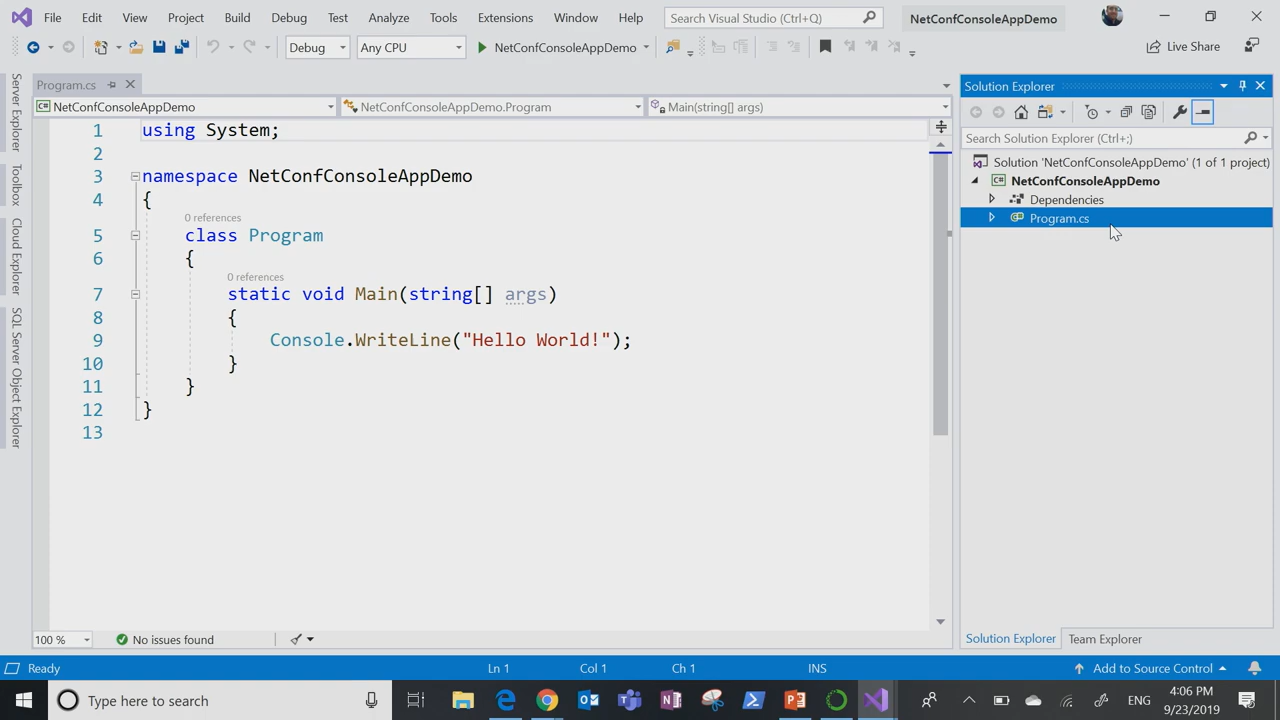 File Edit View Project Build Debug Test Analyze Tools Extensions Window Help Search Visual Studio (Ctrl+Q) NetConfConsoleAppDemo
Debug Any CPU NetConfConsoleAppDemo Live Share
Server Explorer
Toolbox
Cloud Explorer
SQL Server Object Explorer
Program.cs
NetConfConsoleAppDemo NetConfConsoleAppDemo.Program Main(string[] args)
1 using System;
2
3 namespace NetConfConsoleAppDemo
4 {
0 references
5 class Program
6 {
0 references
7 static void Main(string[] args)
8 {
9 Console.WriteLine("Hello World!");
10 }
11 }
12 }
13
100 % No issues found
Solution Explorer
Search Solution Explorer (Ctrl+;)
Solution 'NetConfConsoleAppDemo' (1 of 1 project)
C# NetConfConsoleAppDemo
Dependencies
C# Program.cs
Solution Explorer Team Explorer
Ready Ln 1 Col 1 Ch 1 INS Add to Source Control
Type here to search ENG 4:06 PM
9/23/2019